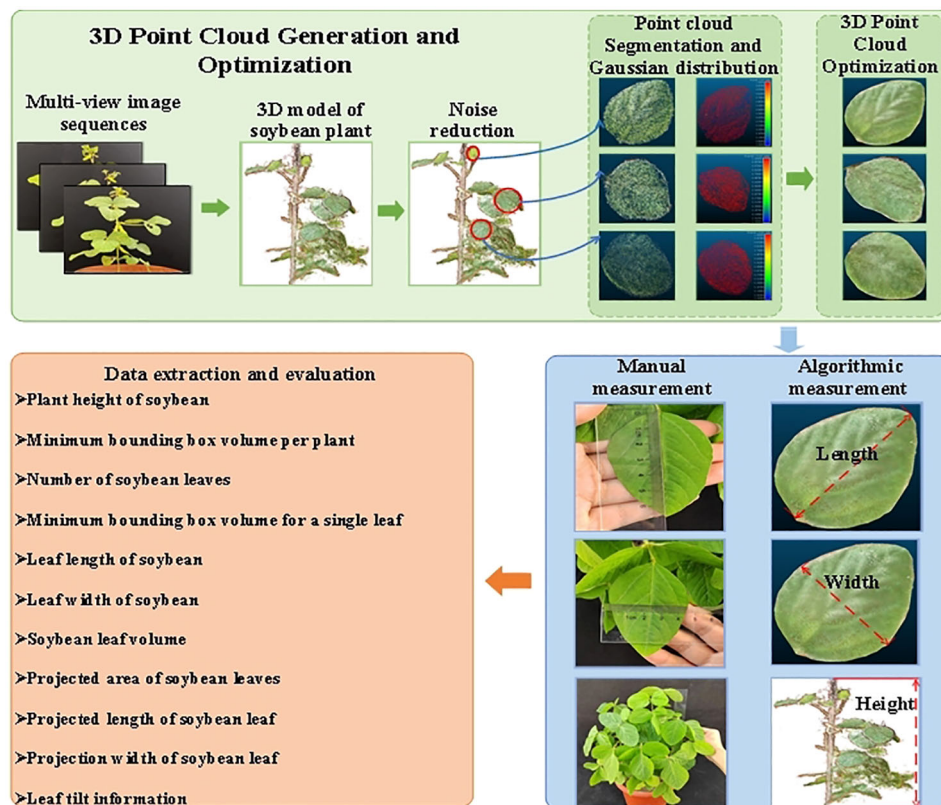 3D Point Cloud Generation and
Optimization
Multi-view image
sequences
3D model of
soybean plant
Noise
reduction
Point cloud
Segmentation and
Gaussian distribution
3D Point
Cloud
Optimization
Data extraction and evaluation
➢Plant height of soybean
➢Minimum bounding box volume per plant
➢Number of soybean leaves
➢Minimum bounding box volume for a single leaf
➢Leaf length of soybean
➢Leaf width of soybean
➢Soybean leaf volume
➢Projected area of soybean leaves
➢Projected length of soybean leaf
➢Projection width of soybean leaf
➢Leaf tilt information
Manual
measurement
Algorithmic
measurement
Length
Width
Height